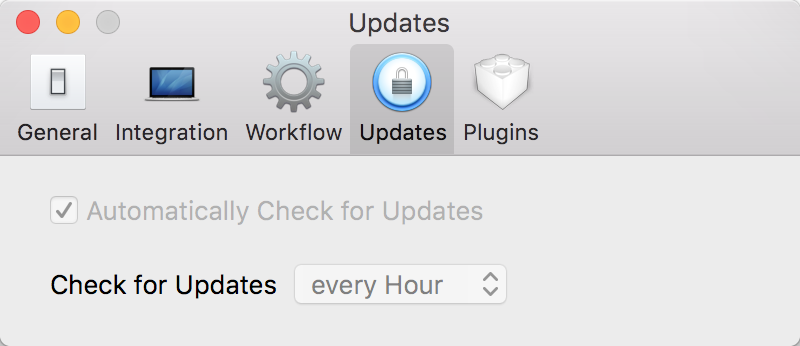 Updates
General Integration Workflow Updates Plugins
Automatically Check for Updates
Check for Updates every Hour